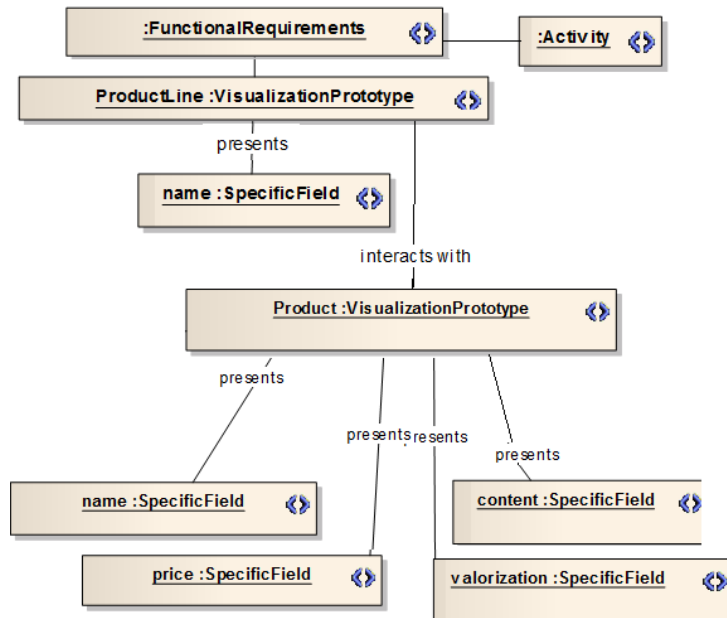 :FunctionalRequirements
:Activity
ProductLine :VisualizationPrototype
presents
name :SpecificField
interacts with
Product :VisualizationPrototype
presents
presents
presents
presents
name :SpecificField
content :SpecificField
price :SpecificField
valorization :SpecificField